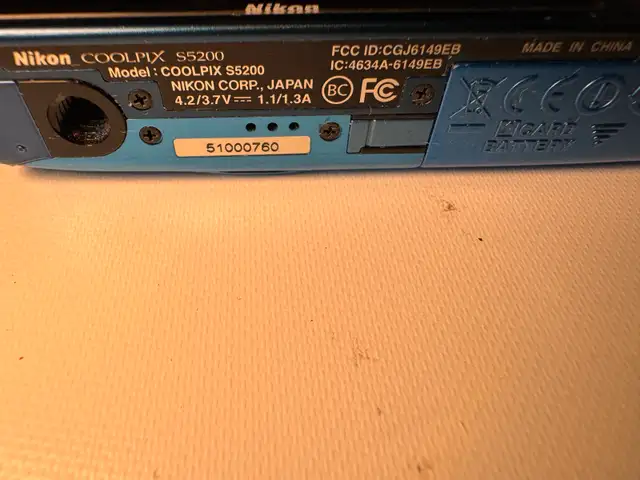 Nikon
Nikon COOLPIX S5200
Model : COOLPIX S5200
NIKON CORP., JAPAN
4.2/3.7V⎓ 1.1/1.3A
51000760
FCC ID:CGJ6149EB
IC:4634A-6149EB
BC FC
MADE IN CHINA
CARD
BATTERY